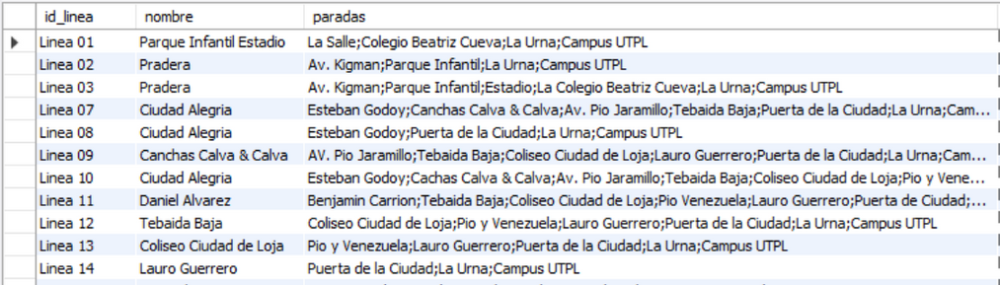 id_linea nombre paradas
Linea 01 Parque Infantil Estadio La Salle;Colegio Beatriz Cueva;La Urna;Campus UTPL
Linea 02 Pradera Av. Kigman;Parque Infantil;La Urna;Campus UTPL
Linea 03 Pradera Av. Kigman;Parque Infantil;Estadio;La Colegio Beatriz Cueva;La Urna;Campus UTPL
Linea 07 Ciudad Alegria Esteban Godoy;Canchas Calva & Calva;Av. Pio Jaramillo;Tebaida Baja;Puerta de la Ciudad;La Urna;Cam...
Linea 08 Ciudad Alegria Esteban Godoy;Puerta de la Ciudad;La Urna;Campus UTPL
Linea 09 Canchas Calva & Calva AV. Pio Jaramillo;Tebaida Baja;Coliseo Ciudad de Loja;Lauro Guerrero;Puerta de la Ciudad;La Urna;Cam...
Linea 10 Ciudad Alegria Esteban Godoy;Cachas Calva & Calva;Av. Pio Jaramillo;Tebaida Baja;Coliseo Ciudad de Loja;Pio y Vene...
Linea 11 Daniel Alvarez Benjamin Carrion;Tebaida Baja;Coliseo Ciudad de Loja;Pio Venezuela;Lauro Guerrero;Puerta de Ciudad;...
Linea 12 Tebaida Baja Coliseo Ciudad de Loja;Pio y Venezuela;Lauro Guerrero;Puerta de la Ciudad;La Urna;Campus UTPL
Linea 13 Coliseo Ciudad de Loja Pio y Venezuela;Lauro Guerrero;Puerta de la Ciudad;La Urna;Campus UTPL
Linea 14 Lauro Guerrero Puerta de la Ciudad;La Urna;Campus UTPL